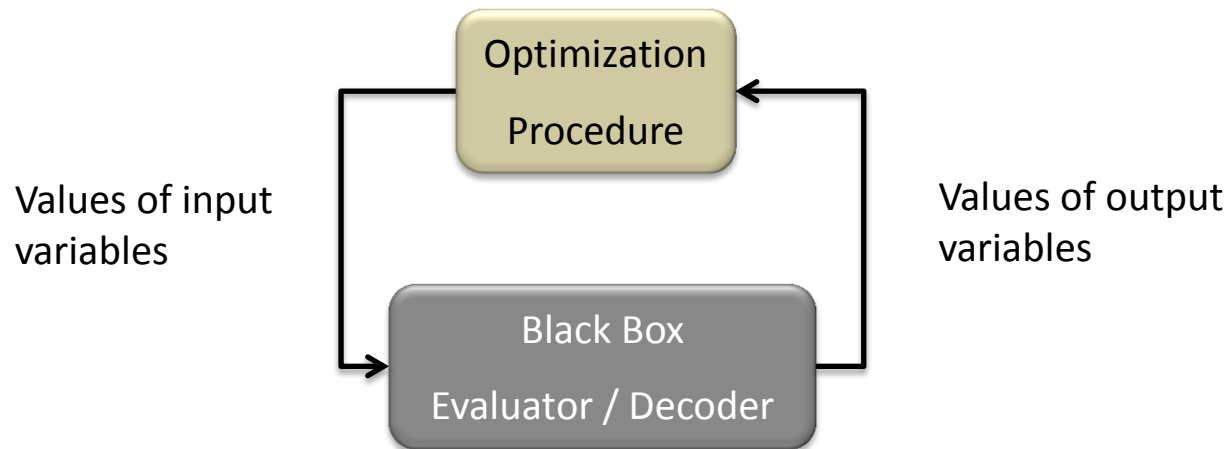 Optimization
Procedure
Values of input
variables
Values of output
variables
Black Box
Evaluator / Decoder